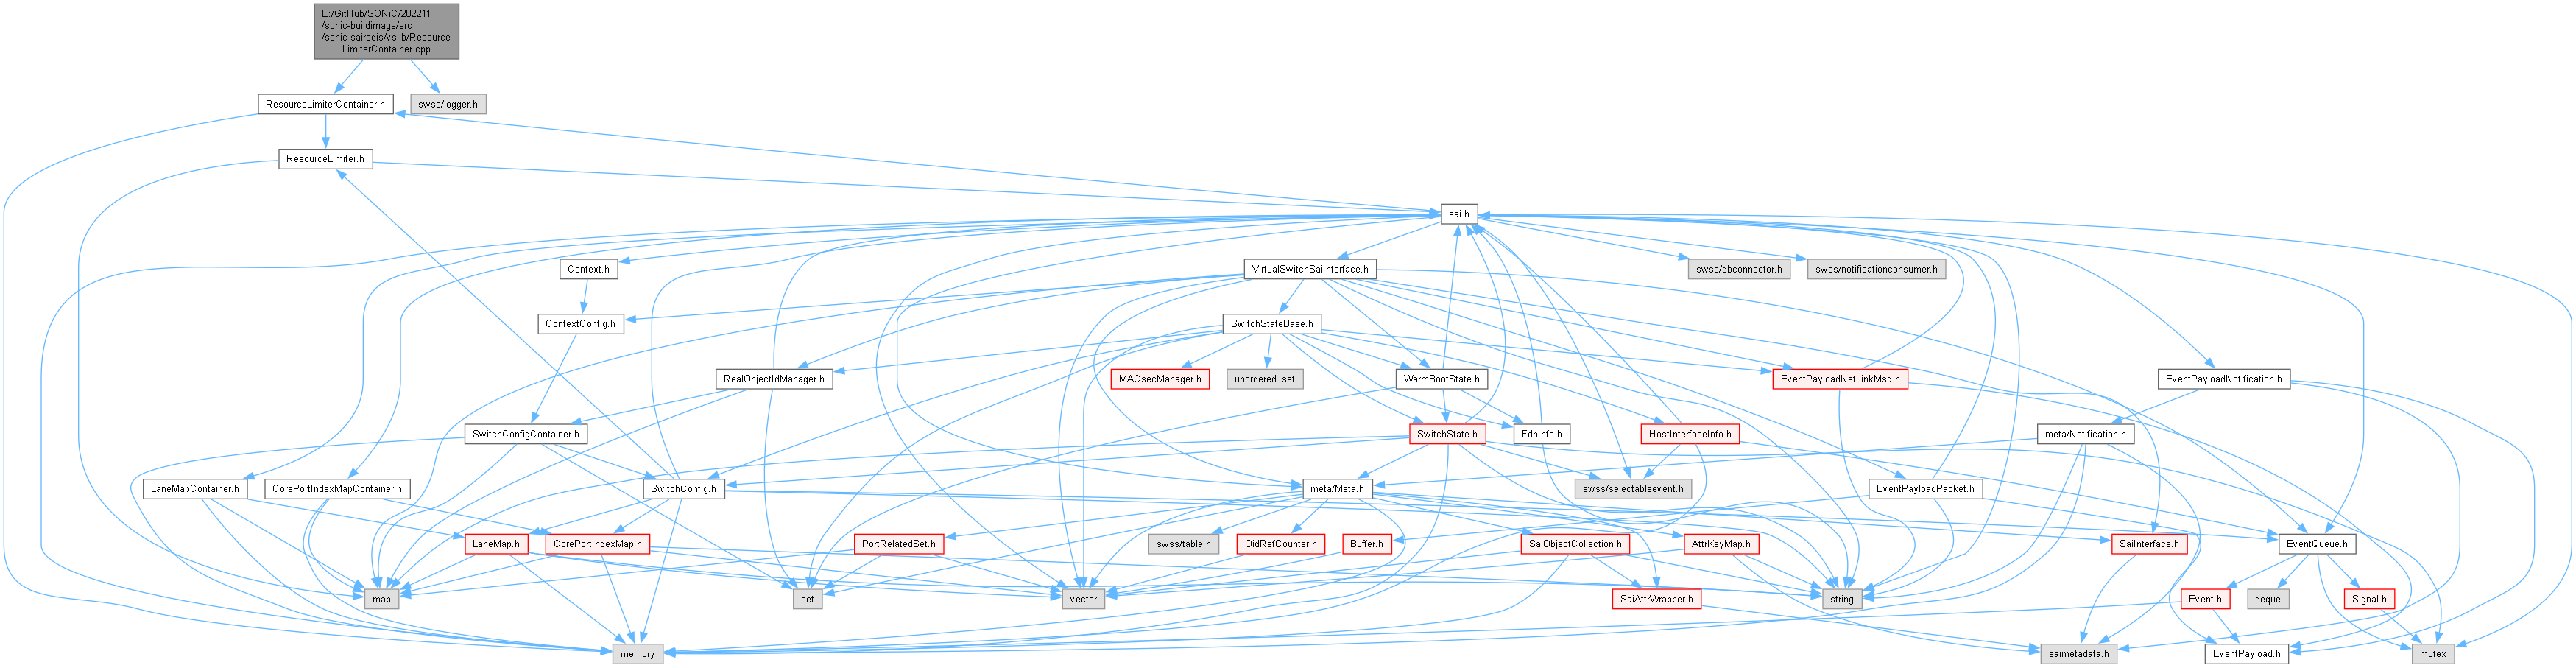 E:/GitHub/SONiC/202211
/sonic-buildimage/src
/sonic-sairedis/vslib/Resource
LimiterContainer.cpp
ResourceLimiterContainer.h
swss/logger.h
ResourceLimiter.h
sai.h
Context.h
VirtualSwitchSaiInterface.h
swss/dbconnector.h
swss/notificationconsumer.h
ContextConfig.h
SwitchStateBase.h
RealObjectIdManager.h
MACsecManager.h
unordered_set
WarmBootState.h
EventPayloadNetLinkMsg.h
EventPayloadNotification.h
SwitchConfigContainer.h
SwitchState.h
FdbInfo.h
HostInterfaceInfo.h
meta/Notification.h
LaneMapContainer.h
CorePortIndexMapContainer.h
SwitchConfig.h
meta/Meta.h
swss/selectableevent.h
EventPayloadPacket.h
LaneMap.h
CorePortIndexMap.h
PortRelatedSet.h
swss/table.h
OidRefCounter.h
Buffer.h
SaiObjectCollection.h
AttrKeyMap.h
SaiInterface.h
EventQueue.h
map
set
vector
SaiAttrWrapper.h
string
Event.h
deque
Signal.h
memory
saimetadata.h
EventPayload.h
mutex